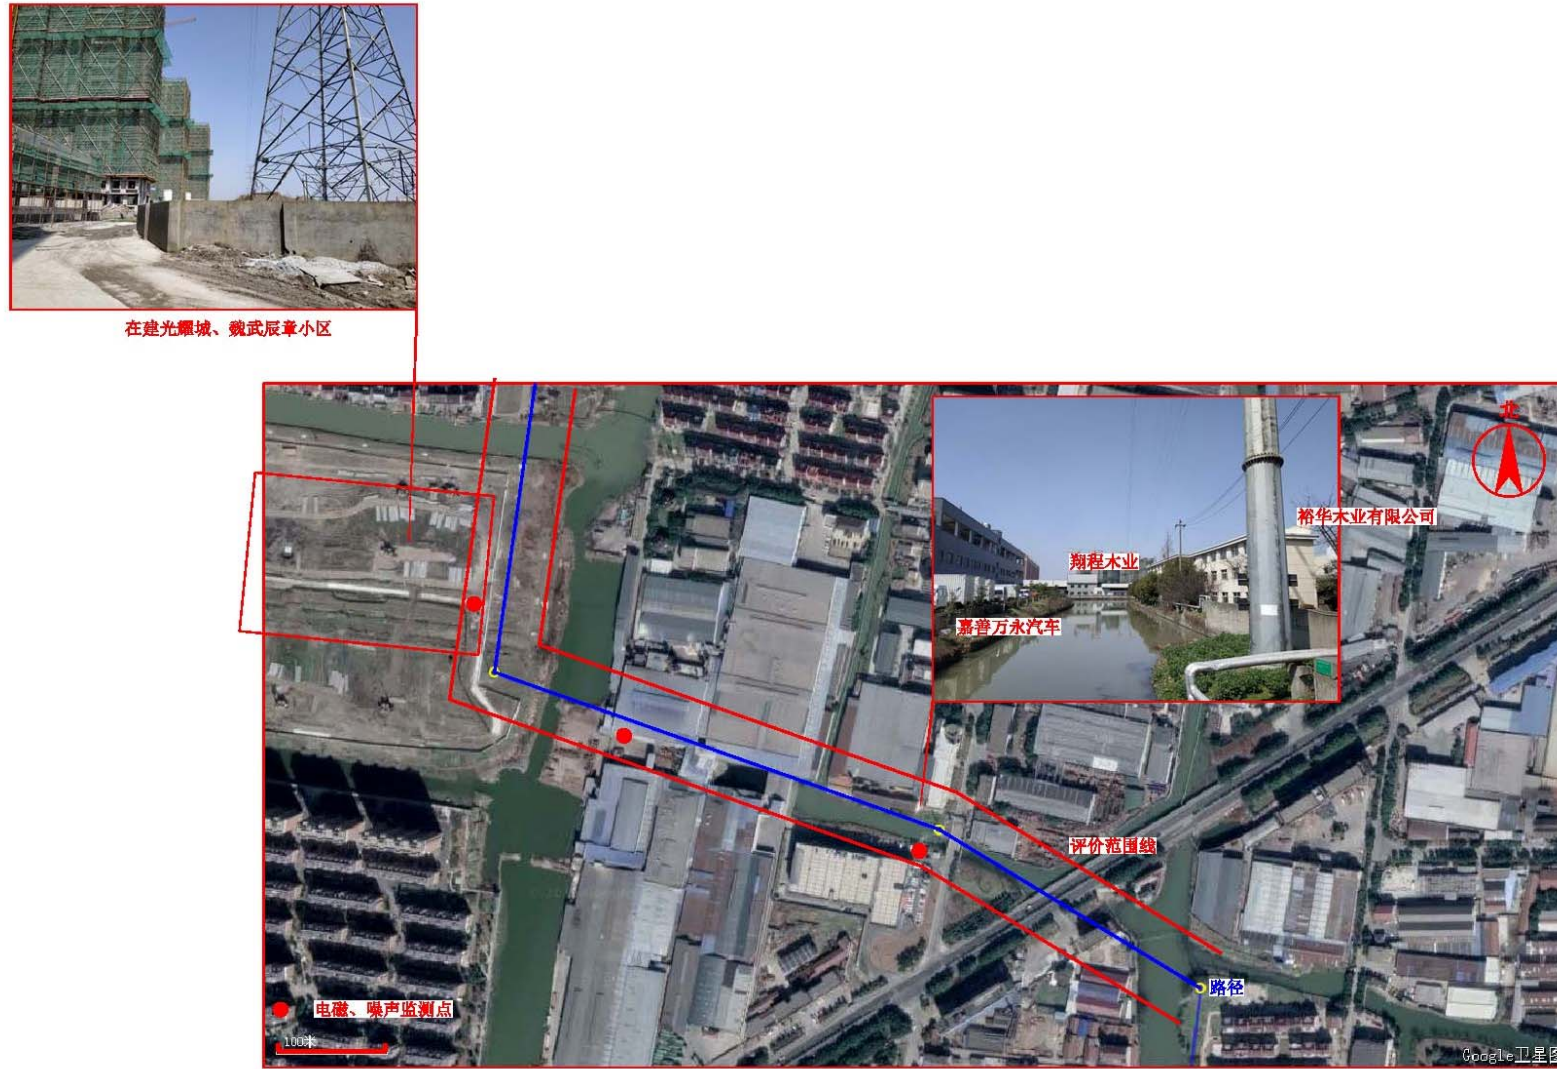 在建光耀城、魏武辰章小区
北
裕华木业有限公司
翔程木业
嘉善万永汽车
评价范围线
路径
电磁、噪声监测点
100米
Google卫星图